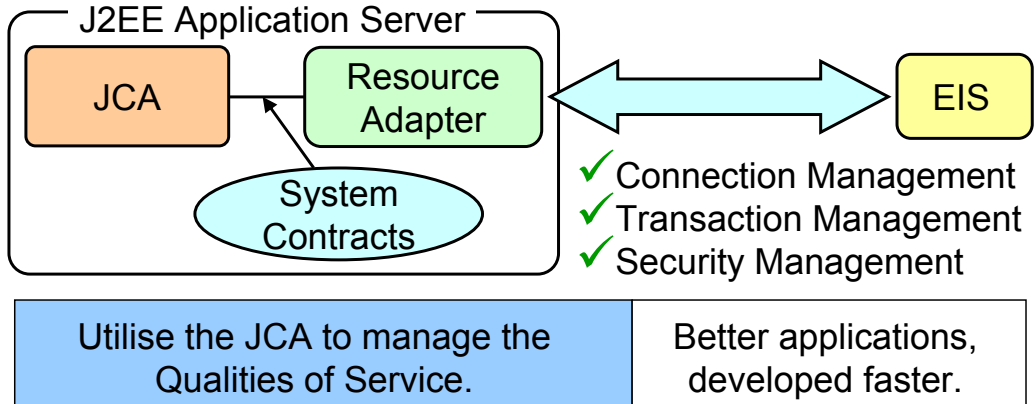 J2EE Application Server
JCA
Resource
Adapter
EIS
System
Contracts
Connection Management
Transaction Management
Security Management
Utilise the JCA to manage the
Qualities of Service.
Better applications,
developed faster.